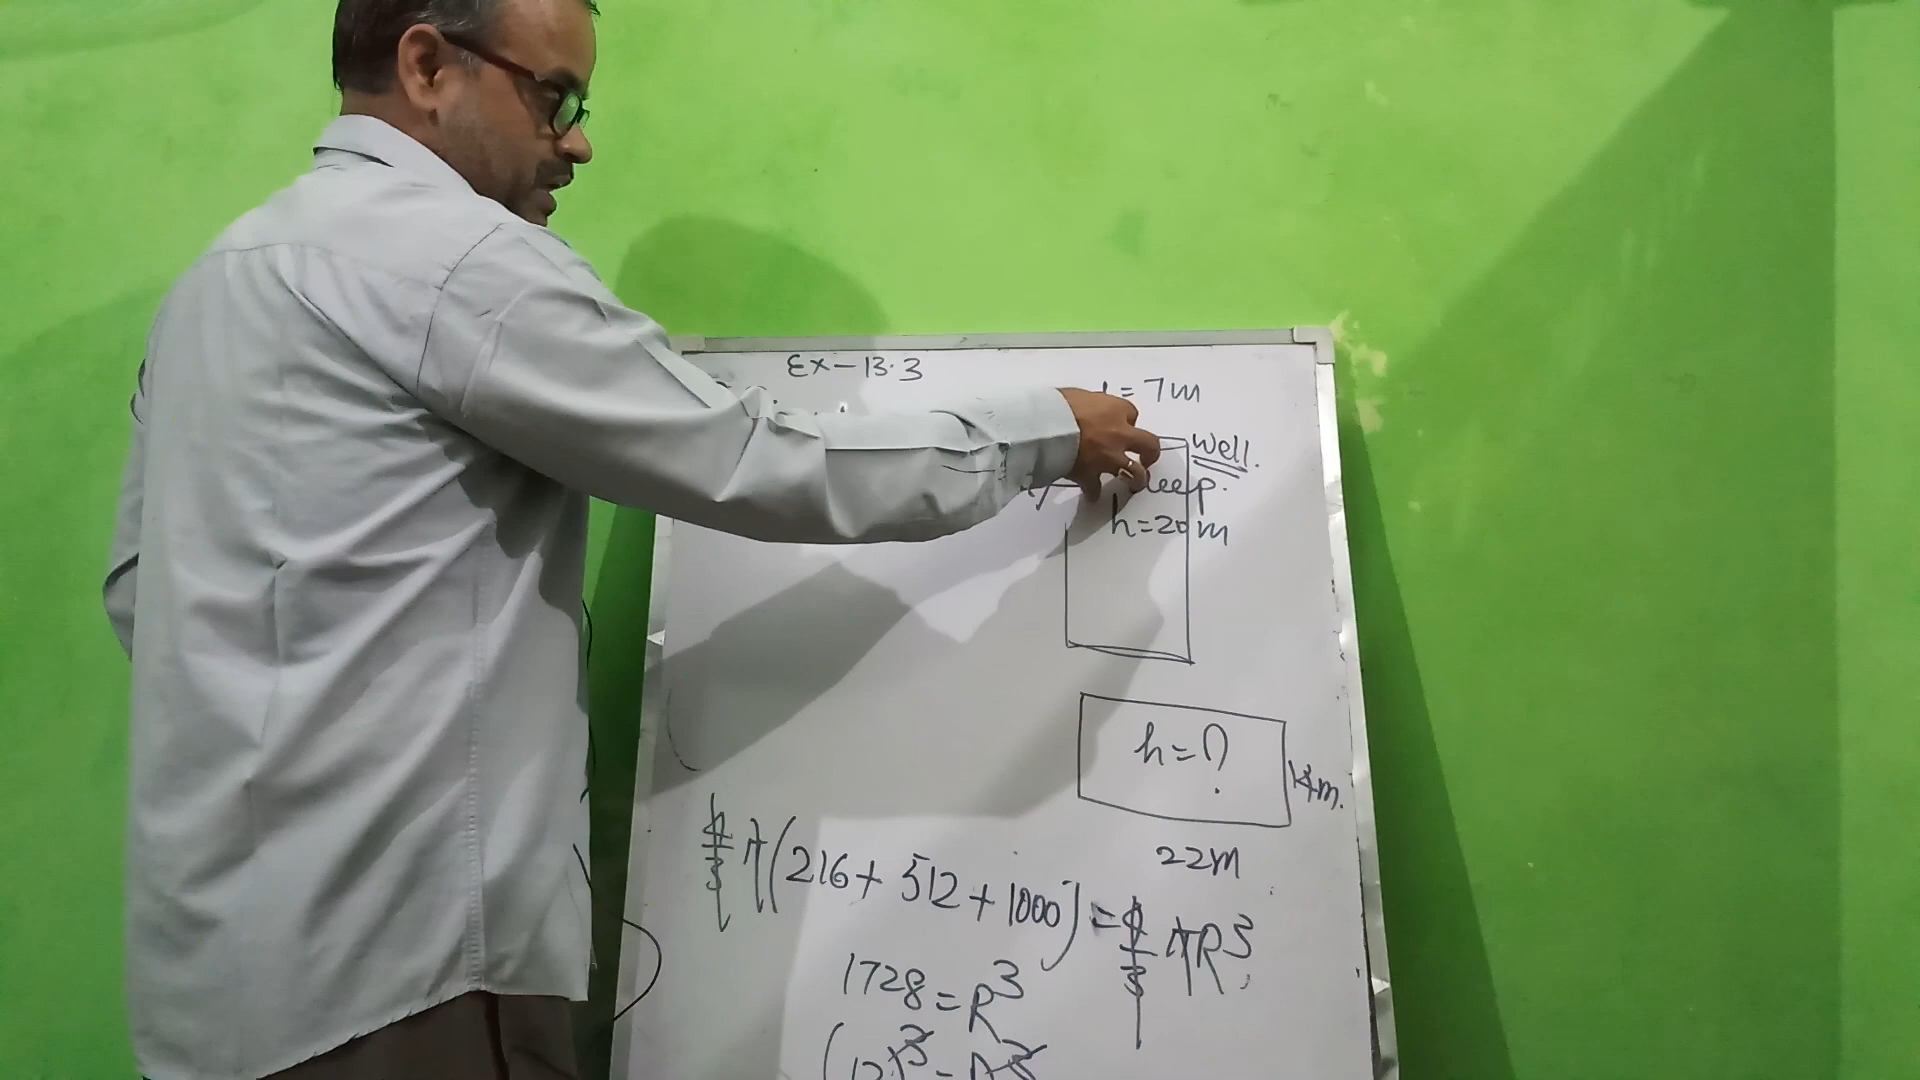 Ex-13.3
= 7m
Well.
deep.
h=20m
h=?
14m.
22m
4/3 π(216+512+1000)=4/3 πR³
1728=R³
(12)³=R³